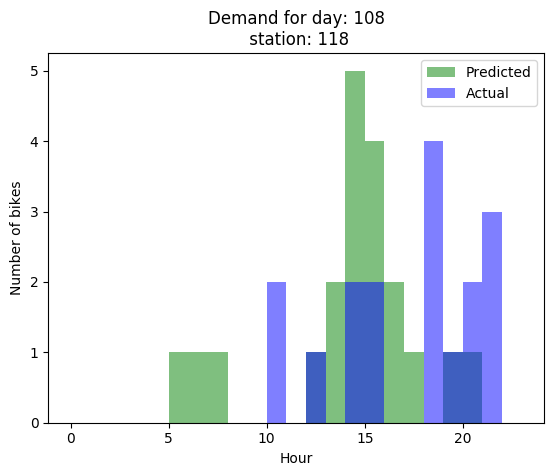 Demand for day: 108
station: 118
Predicted
Actual
5
4
3
2
1
0
Number of bikes
0
5
10
15
20
Hour